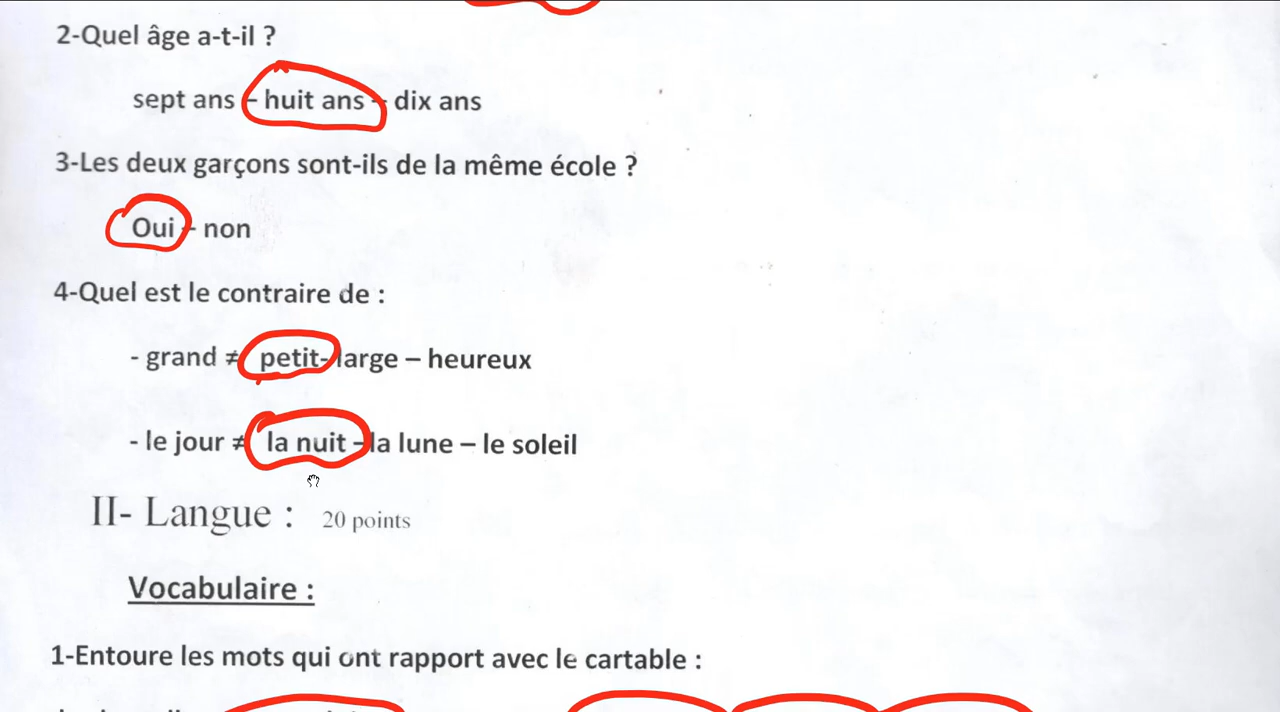 2-Quel âge a-t-il ?
sept ans – huit ans – dix ans
3-Les deux garçons sont-ils de la même école ?
Oui – non
4-Quel est le contraire de :
- grand ≠ petit- large – heureux
- le jour ≠ la nuit – la lune – le soleil
II- Langue : 20 points
Vocabulaire :
1-Entoure les mots qui ont rapport avec le cartable :